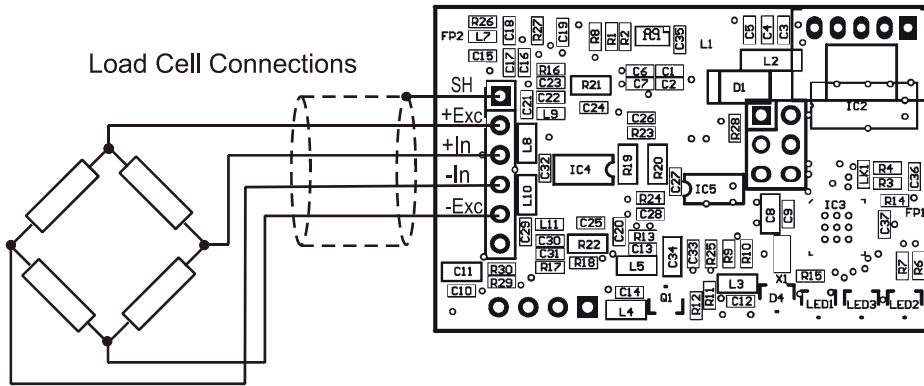 Load Cell Connections
SH
+Exc
+In
-In
-Exc
R26
L7
FP2
C15
C18
C17
C16
R27
C19
R8
R1
R2
R9
C35
L1
C5
C4
C3
L2
D1
IC2
R16
C23
C22
L9
C21
R21
C24
C6
C1
C7
C2
C26
R23
R28
L8
C32
IC4
R19
R20
C27
IC5
LK1
R4
R3
C36
R14
IC3
FP1
L10
R24
C28
C8
C9
C37
C29
L11
C25
C30
C31
R17
R22
R18
C20
R13
C13
C34
L5
C33
R25
R9
R10
X1
R15
R7
R6
C11
R30
R29
C10
C14
L4
Q1
R12
R11
L3
C12
D4
LED1
LED3
LED2